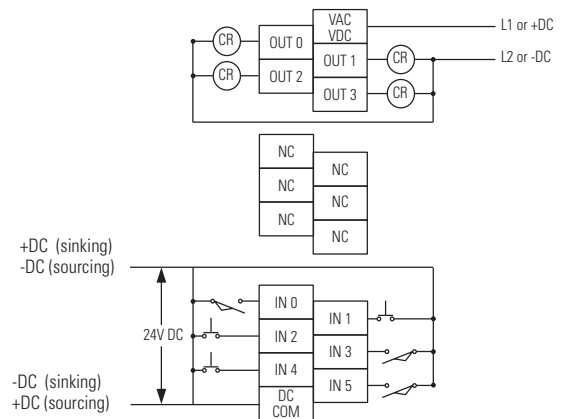 VAC
VDC
L1 or +DC
CR
OUT 0
OUT 1
CR
L2 or -DC
CR
OUT 2
OUT 3
CR
NC
NC
NC
NC
NC
NC
+DC (sinking)
-DC (sourcing)
IN 0
IN 1
24V DC
IN 2
IN 3
IN 4
IN 5
-DC (sinking)
+DC (sourcing)
DC
COM